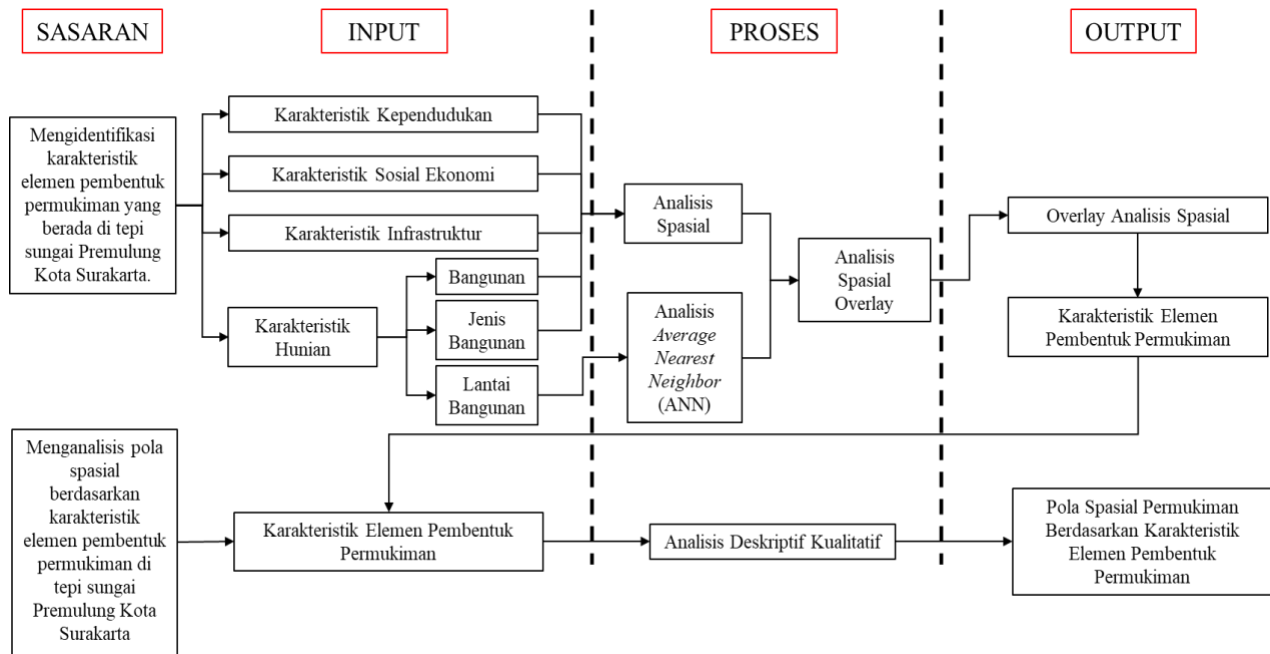 SASARAN
INPUT
PROSES
OUTPUT
Mengidentifikasi
karakteristik
elemen pembentuk
permukiman yang
berada di tepi
sungai Premulung
Kota Surakarta.
Karakteristik Kependudukan
Karakteristik Sosial Ekonomi
Karakteristik Infrastruktur
Karakteristik
Hunian
Bangunan
Jenis
Bangunan
Lantai
Bangunan
Analisis
Spasial
Analisis
Average
Nearest
Neighbor
(ANN)
Analisis
Spasial
Overlay
Overlay Analisis Spasial
Karakteristik Elemen
Pembentuk Permukiman
Menganalisis pola
spasial
berdasarkan
karakteristik
elemen pembentuk
permukiman di
tepi sungai
Premulung Kota
Surakarta
Karakteristik Elemen Pembentuk
Permukiman
Analisis Deskriptif Kualitatif
Pola Spasial Permukiman
Berdasarkan Karakteristik
Elemen Pembentuk
Permukiman